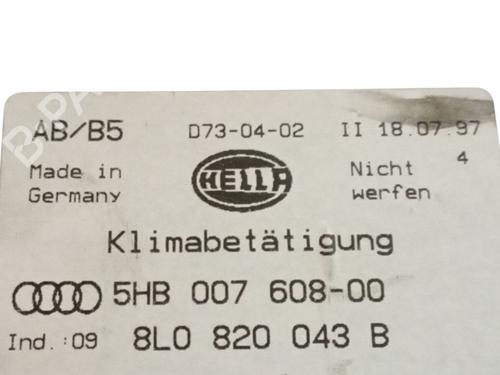 AB/B5 D73-04-02 II 18.07.97
Made in Germany HELLA Nicht werfen 4
Klimabetätigung
5HB 007 608-00
Ind.:09 8L0 820 043 B